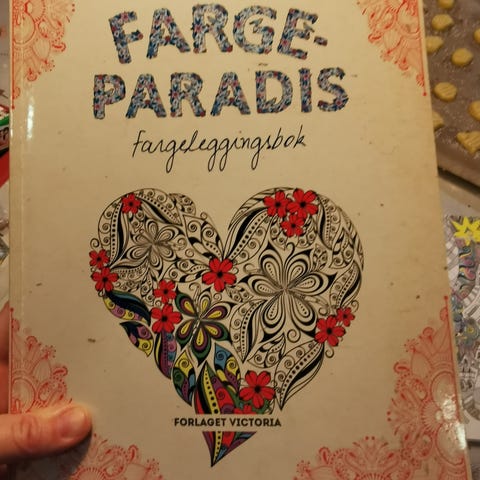 FARGE-
PARADIS
fargeleggingsbok
FORLAGET VICTORIA